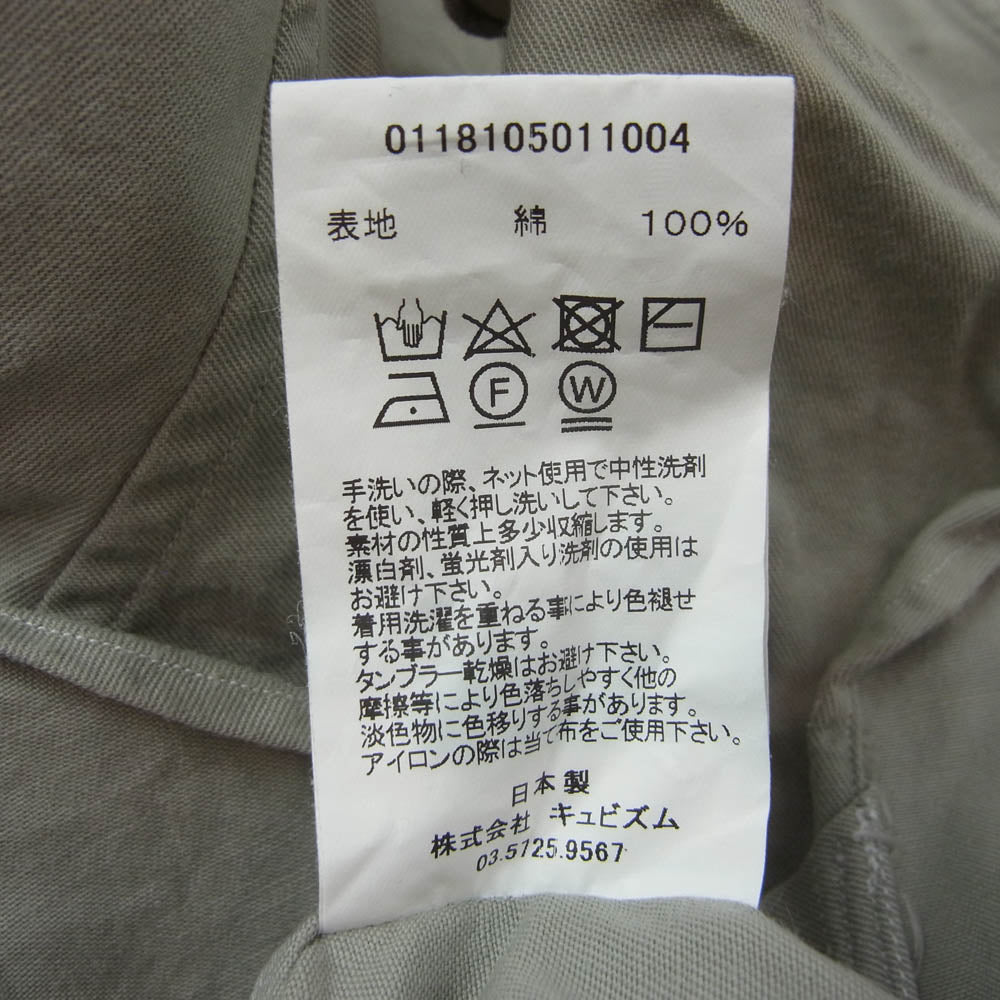 0118105011004
表地 綿 100%
F W
手洗いの際、ネット使用で中性洗剤
を使い、軽く押し洗いして下さい。
素材の性質上多少収縮します。
漂白剤、蛍光剤入り洗剤の使用は
お避け下さい。
着用洗濯を重ねる事により色褪せ
する事があります。
タンブラー乾燥はお避け下さい。
摩擦等により色落ちしやすく他の
淡色物に色移りする事があります。
アイロンの際は当て布をご使用下さい。
日本製
株式会社 キュビズム
03.5725.9567